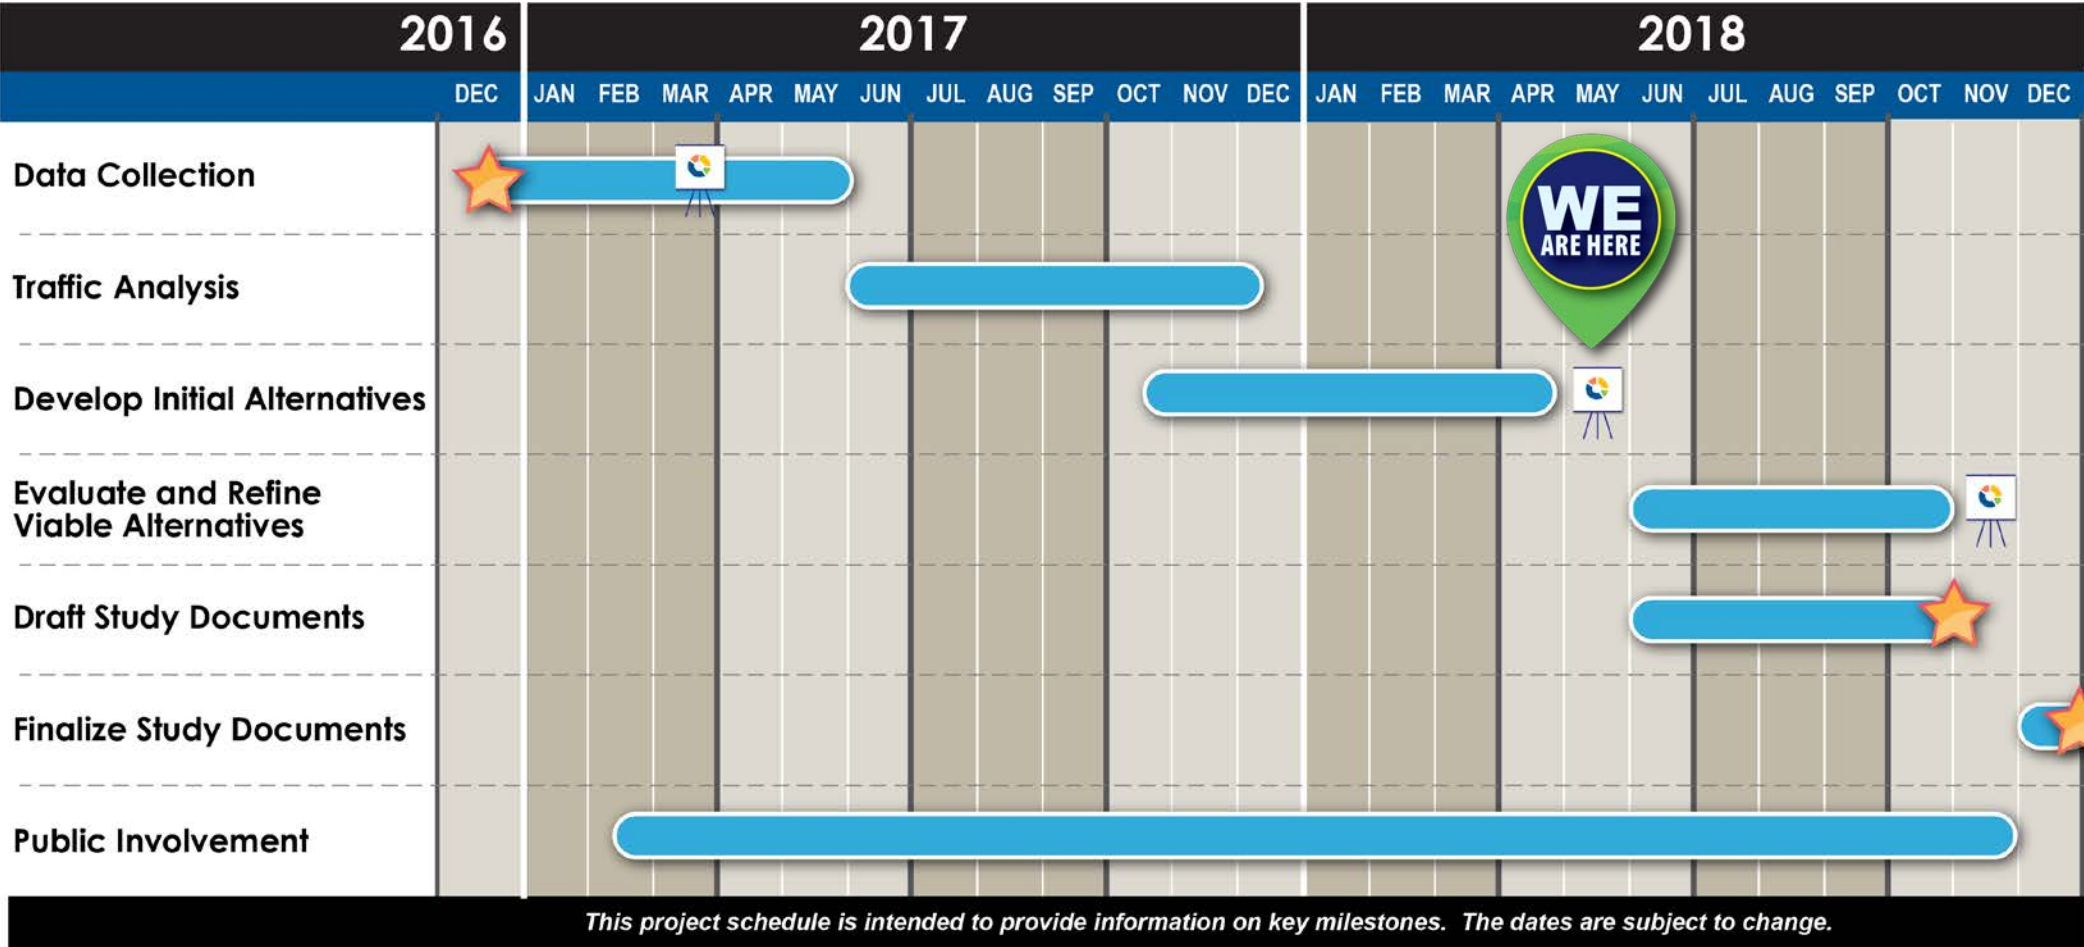 2016 2017 2018
DEC JAN FEB MAR APR MAY JUN JUL AUG SEP OCT NOV DEC JAN FEB MAR APR MAY JUN JUL AUG SEP OCT NOV DEC
Data Collection
WE
ARE HERE
Traffic Analysis
Develop Initial Alternatives
Evaluate and Refine
Viable Alternatives
Draft Study Documents
Finalize Study Documents
Public Involvement
This project schedule is intended to provide information on key milestones. The dates are subject to change.